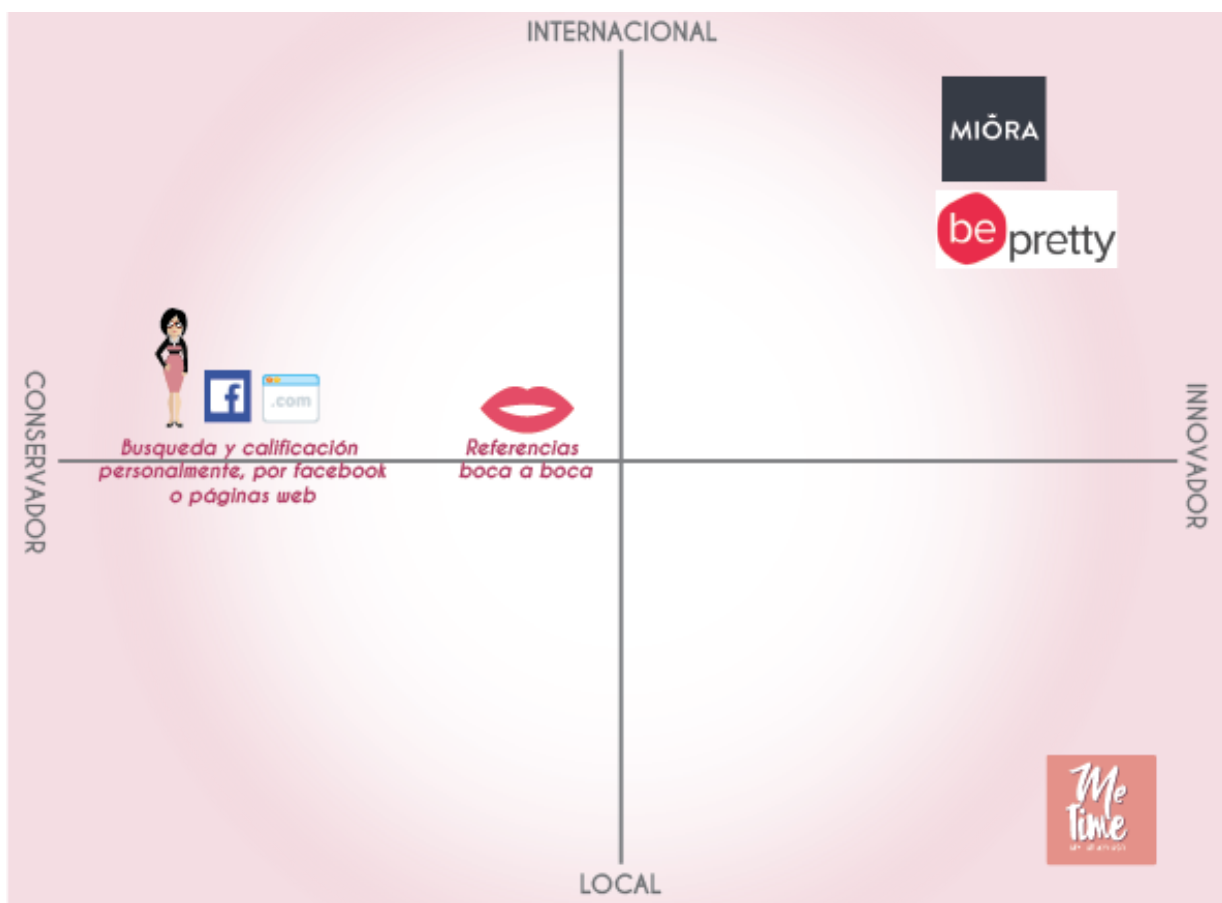 INTERNACIONAL
MIŌRA
be pretty
.com
Busqueda y calificación
personalmente, por facebook
o páginas web
Referencias
boca a boca
CONSERVADOR
INNOVADOR
Me
Time
LOCAL